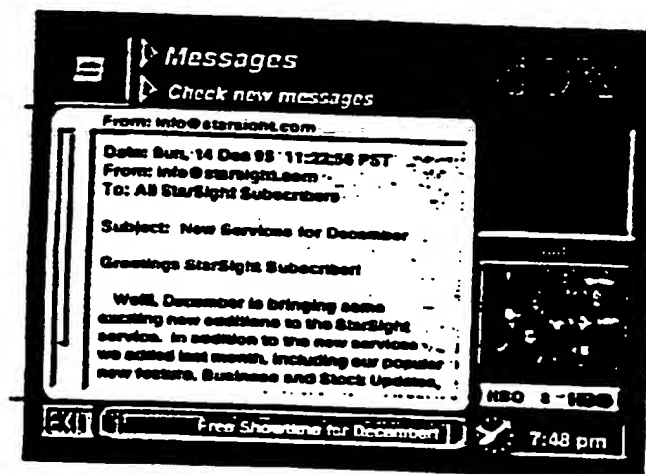 Messages
Check new messages
From: info@starsight.com
Date: Sun, 14 Dec 95 11:22:56 PST
From: info@starsight.com
To: All StarSight Subscribers
Subject: New Services for December
Greetings StarSight Subscriber!
Well, December is bringing some
exciting new additions to the StarSight
service. In addition to the new services
we added last month, including our popular
new feature, Business and Stock Updates,
HBO 8
EXIT
Free Showtime for December!
7:48 pm